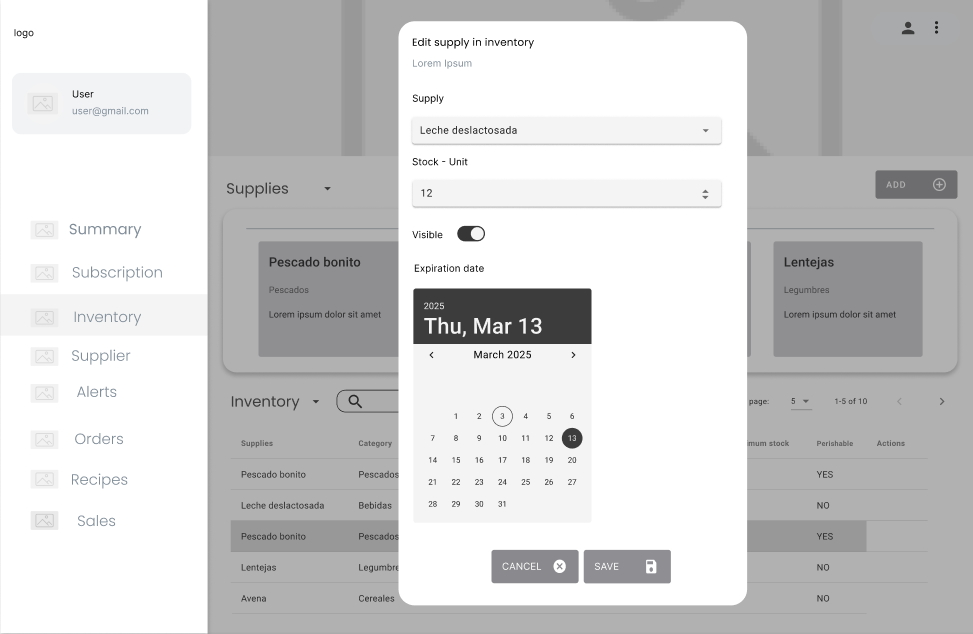 logo
User
user@gmail.com
Summary
Subscription
Inventory
Supplier
Alerts
Orders
Recipes
Sales
Supplies
ADD
Pescado bonito
Pescados
Lorem ipsum dolor sit amet
Lentejas
Legumbres
Lorem ipsum dolor sit amet
Inventory
page: 5 1-5 of 10
Supplies Category mum stock Perishable Actions
Pescado bonito Pescados YES
Leche deslactosada Bebidas NO
Pescado bonito Pescados YES
Lentejas Legumbre NO
Avena Cereales NO
Edit supply in inventory
Lorem Ipsum
Supply
Leche deslactosada
Stock - Unit
12
Visible
Expiration date
2025
Thu, Mar 13
March 2025
1 2 3 4 5 6
7 8 9 10 11 12 13
14 15 16 17 18 19 20
21 22 23 24 25 26 27
28 29 30 31
CANCEL SAVE